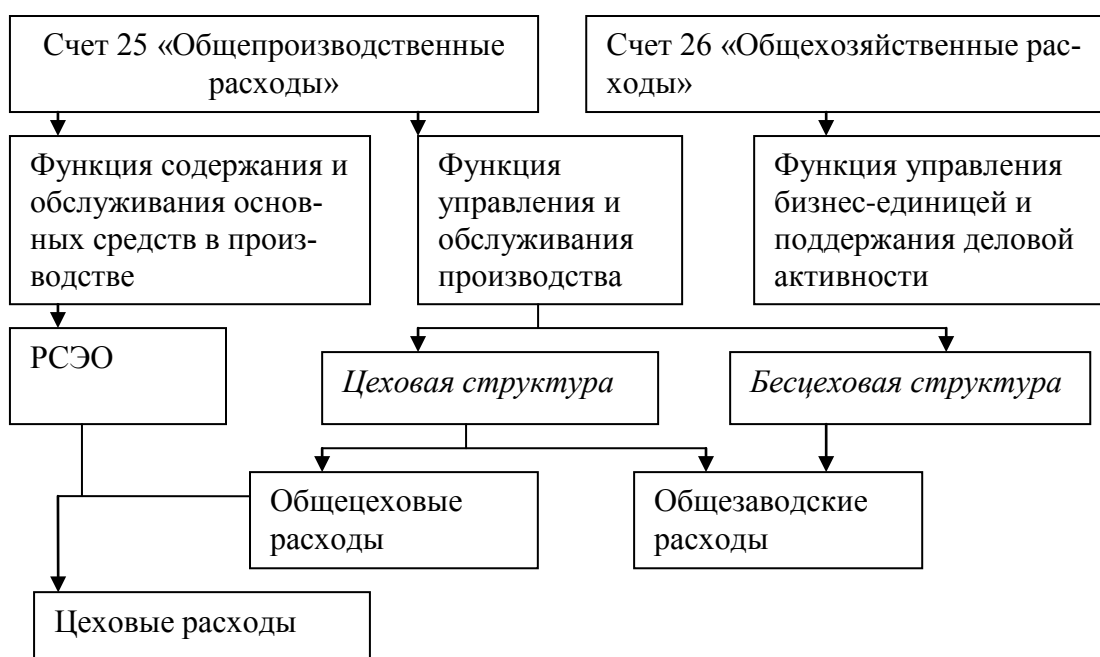 Счет 25 «Общепроизводственные
расходы»
Счет 26 «Общехозяйственные рас-
ходы»
Функция содержания и
обслуживания основ-
ных средств в произ-
водстве
Функция
управления и
обслуживания
производства
Функция управления
бизнес-единицей и
поддержания деловой
активности
РСЭО
Цеховая структура
Бесцеховая структура
Общецеховые
расходы
Общезаводские
расходы
Цеховые расходы